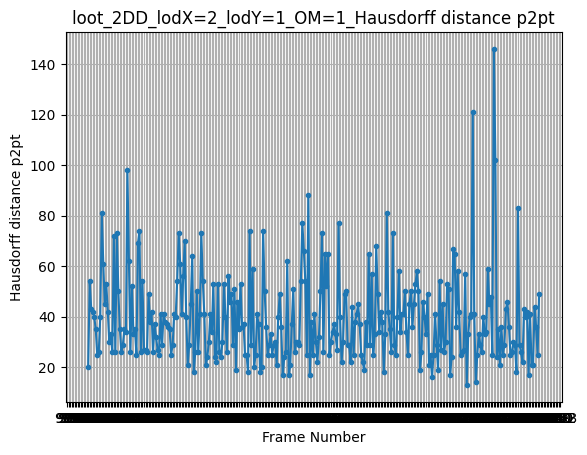 loot_2DD_lodX=2_lodY=1_OM=1_Hausdorff distance p2pt
Hausdorff distance p2pt
140
120
100
80
60
40
20
Frame Number